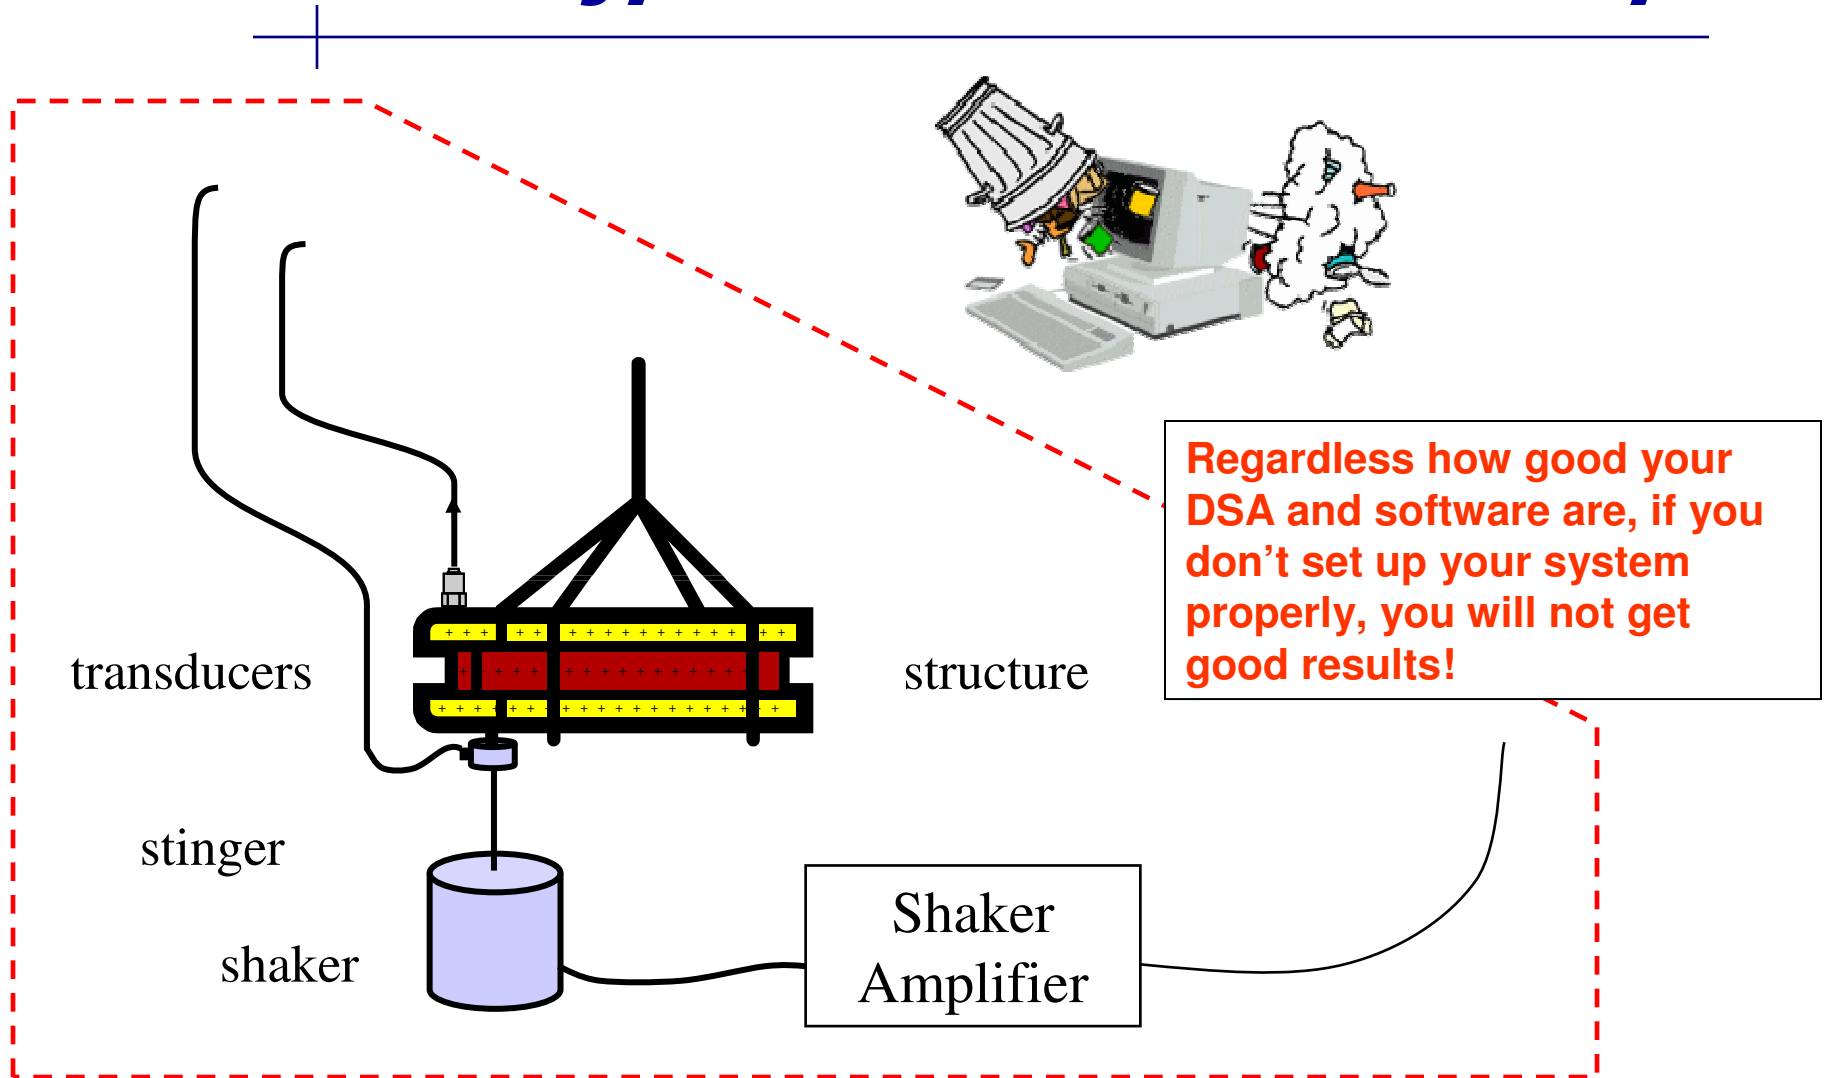 Regardless how good your
DSA and software are, if you
don’t set up your system
properly, you will not get
good results!
transducers
structure
stinger
shaker
Shaker
Amplifier